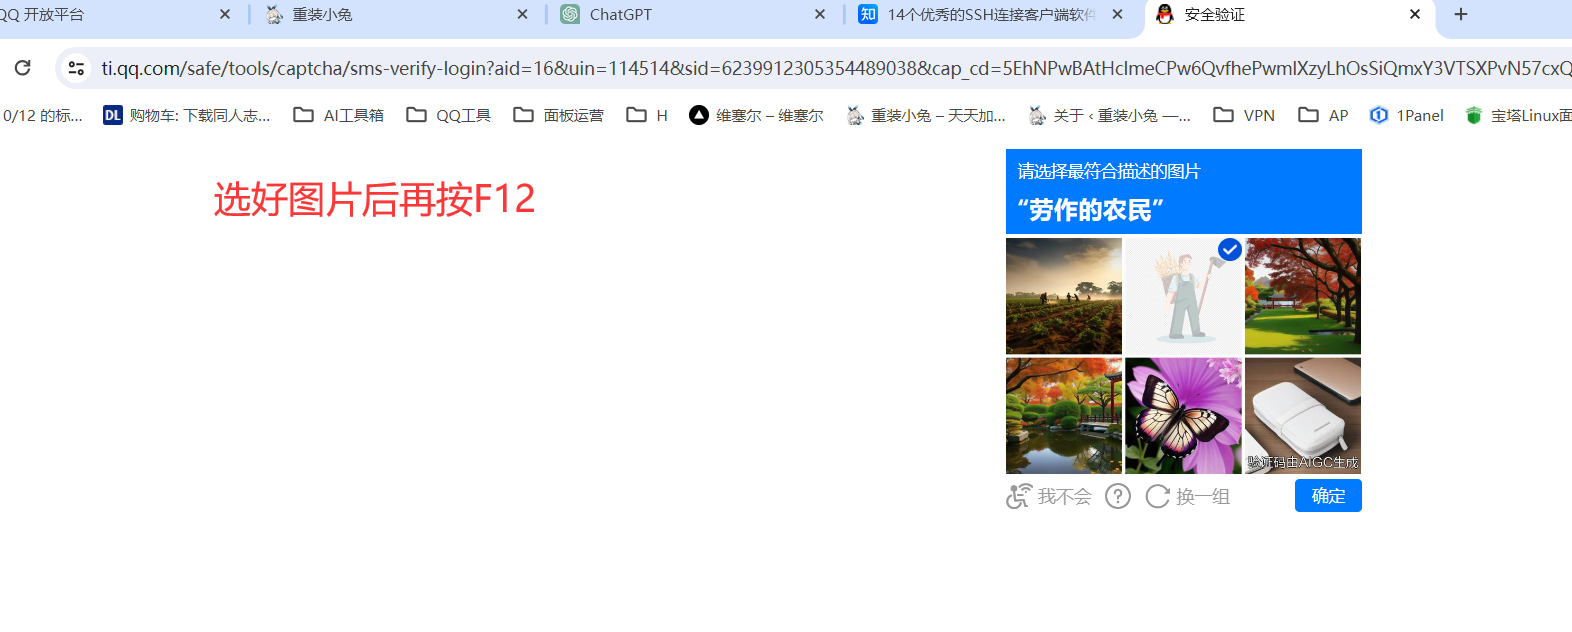 QQ 开放平台
重装小兔
ChatGPT
14个优秀的SSH连接客户端软件
安全验证
ti.qq.com/safe/tools/captcha/sms-verify-login?aid=16&uin=114514&sid=6239912305354489038&cap_cd=5EhNPwBAtHcImeCPw6QvfhePwmlXzyLhOsSiQmxY3VTSXPvN57cxQ
0/12 的标...
DL 购物车: 下载同人志...
AI工具箱
QQ工具
面板运营
H
维塞尔 – 维塞尔
重装小兔 – 天天加...
关于 ‹ 重装小兔 —...
VPN
AP
1Panel
宝塔Linux面
选好图片后再按F12
请选择最符合描述的图片
“劳作的农民”
验证码由AIGC生成
我不会
换一组
确定